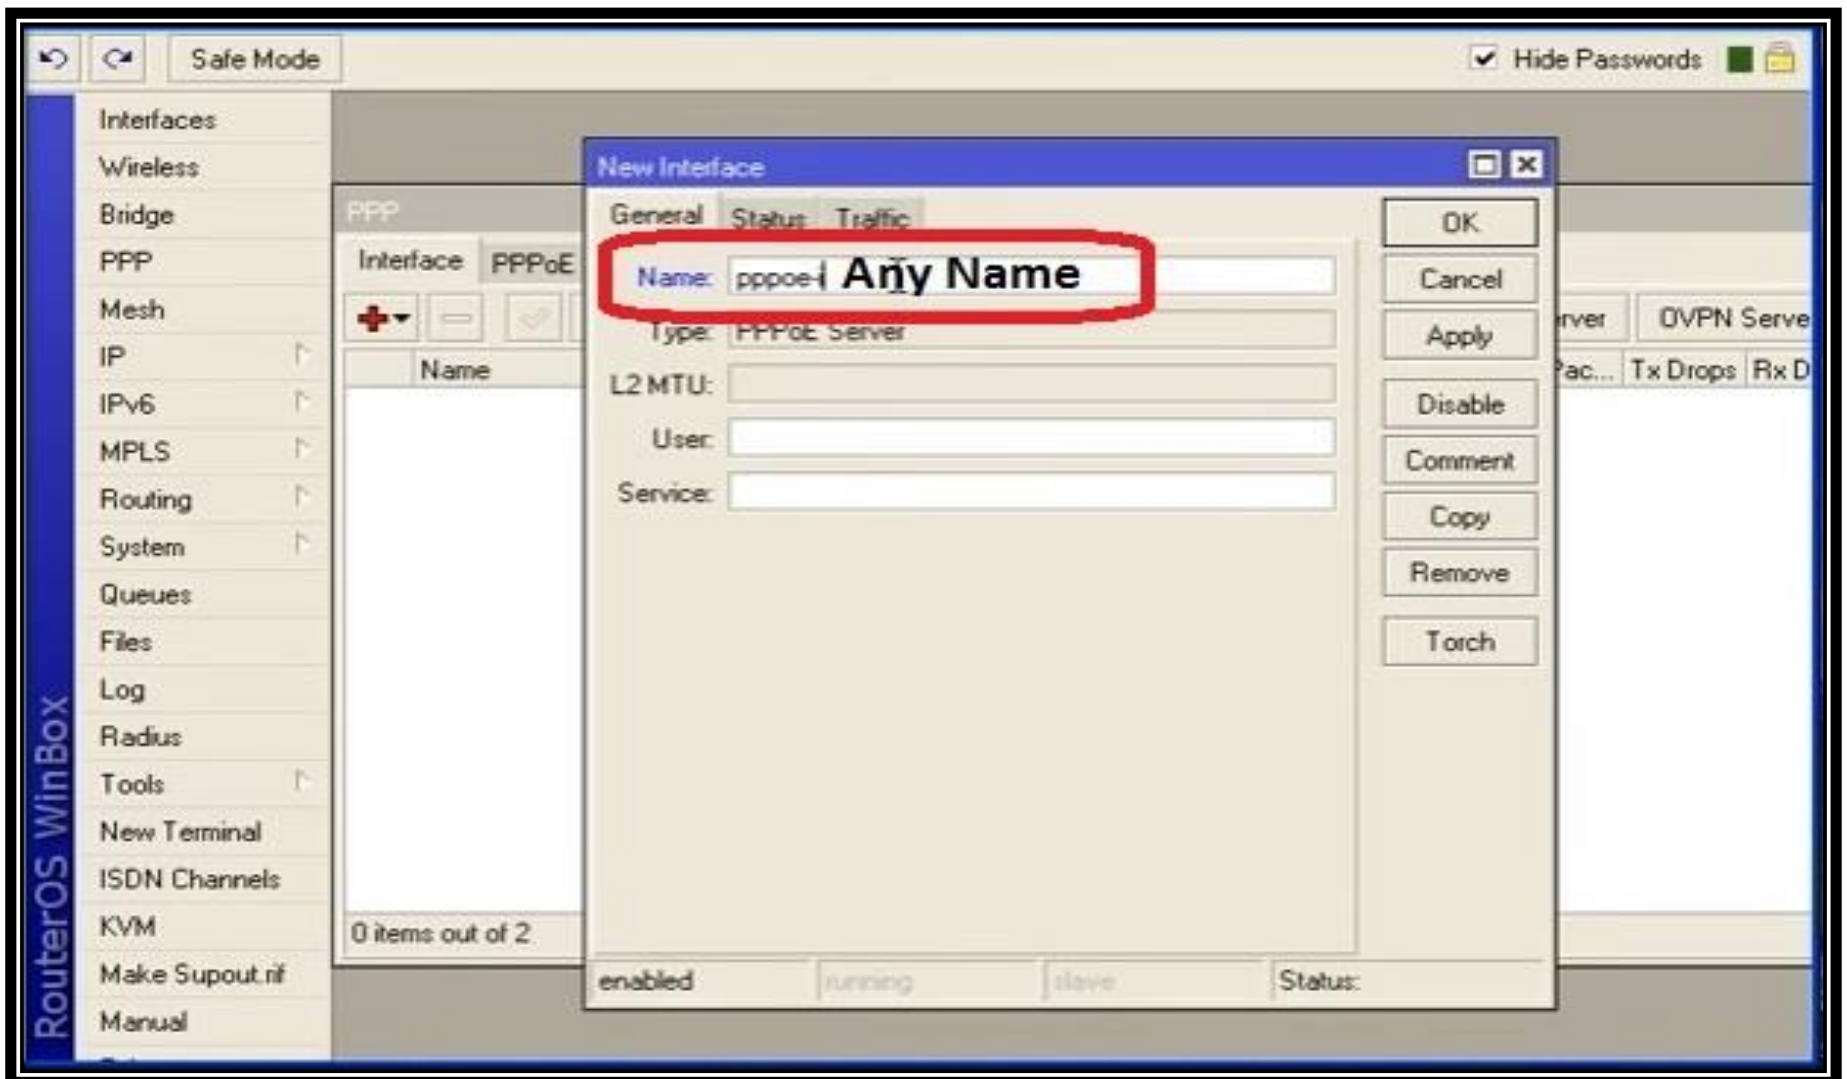 Safe Mode
Hide Passwords
RouterOS WinBox
Interfaces
Wireless
Bridge
PPP
Mesh
IP
IPv6
MPLS
Routing
System
Queues
Files
Log
Radius
Tools
New Terminal
ISDN Channels
KVM
Make Supout.rif
Manual
PPP
Interface PPPoE
Name
0 items out of 2
New Interface
General Status Traffic
Name: pppoe-i Any Name
Type: PPPoE Server
L2 MTU:
User:
Service:
OK
Cancel
Apply
Disable
Comment
Copy
Remove
Torch
enabled running slave Status:
rver OVPN Serve
Pac... Tx Drops Rx D